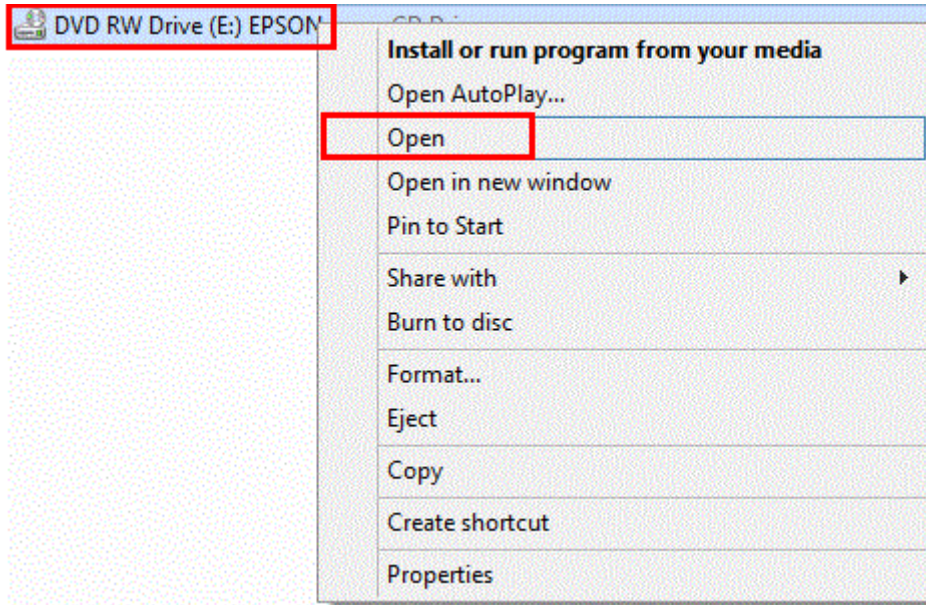 DVD RW Drive (E:) EPSON
Install or run program from your media
Open AutoPlay...
Open
Open in new window
Pin to Start
Share with
Burn to disc
Format...
Eject
Copy
Create shortcut
Properties